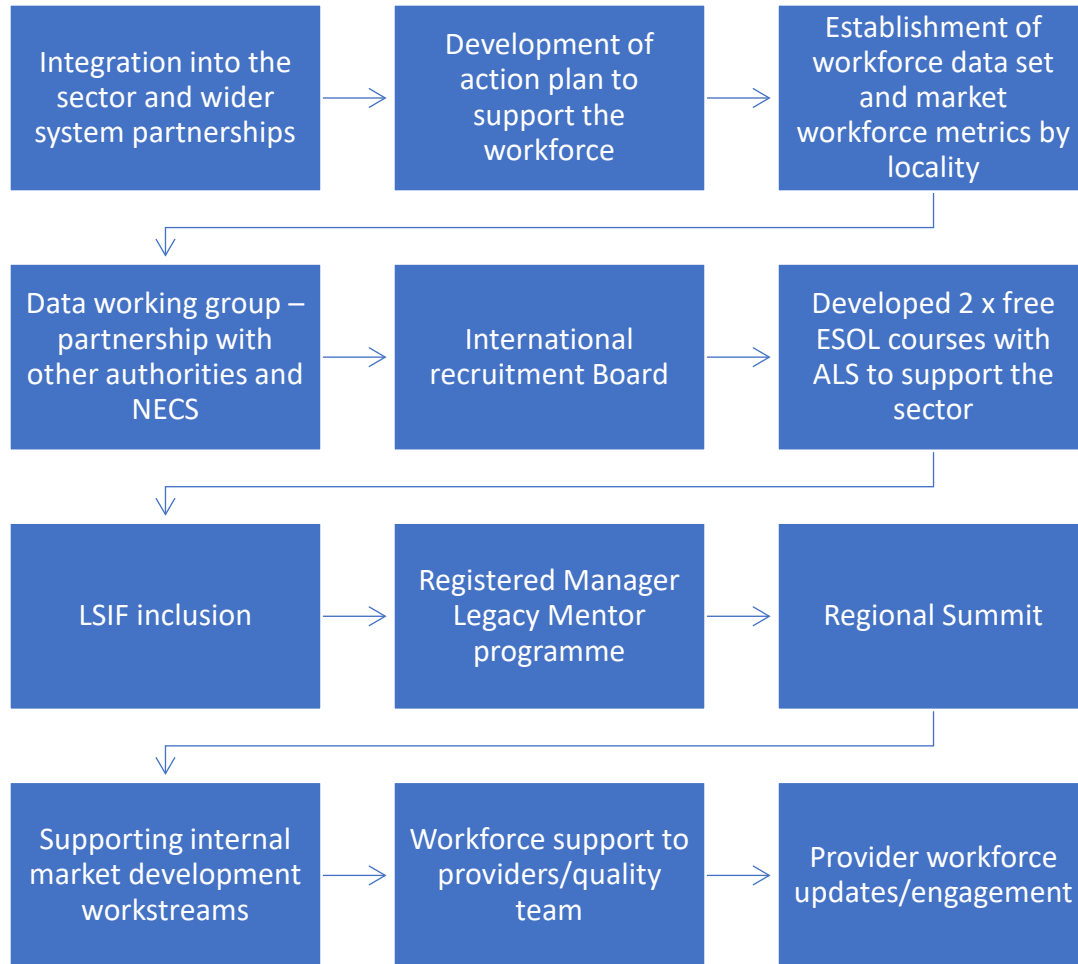 Integration into the
sector and wider
system partnerships
Development of
action plan to
support the
workforce
Establishment of
workforce data set
and market
workforce metrics by
locality
Data working group –
partnership with
other authorities and
NECS
International
recruitment Board
Developed 2 x free
ESOL courses with
ALS to support the
sector
LSIF inclusion
Registered Manager
Legacy Mentor
programme
Regional Summit
Supporting internal
market development
workstreams
Workforce support to
providers/quality
team
Provider workforce
updates/engagement